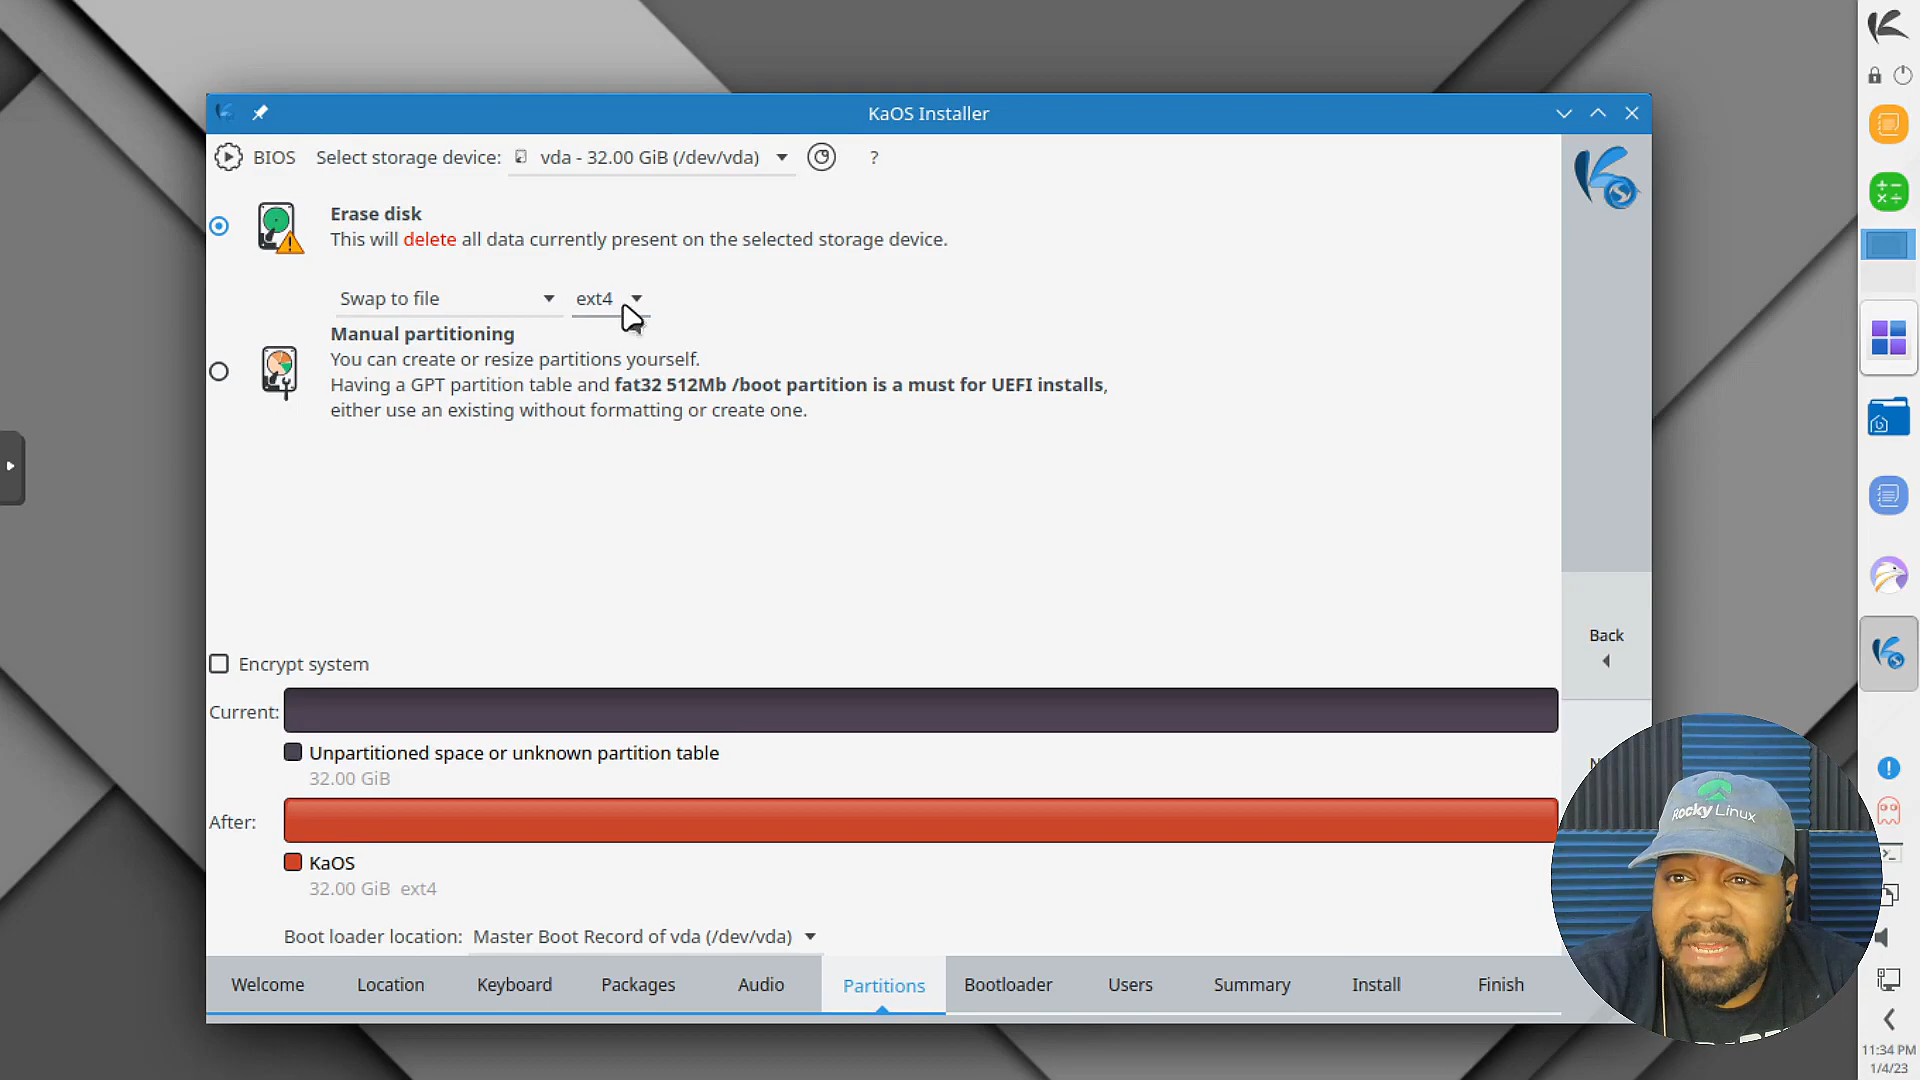 KaOS Installer
BIOS Select storage device: vda - 32.00 GiB (/dev/vda) ?
Erase disk
This will delete all data currently present on the selected storage device.
Swap to file ext4
Manual partitioning
You can create or resize partitions yourself.
Having a GPT partition table and fat32 512Mb /boot partition is a must for UEFI installs,
either use an existing without formatting or create one.
Back
Encrypt system
Current:
Unpartitioned space or unknown partition table
32.00 GiB
After:
KaOS
32.00 GiB ext4
Boot loader location: Master Boot Record of vda (/dev/vda)
Welcome Location Keyboard Packages Audio Partitions Bootloader Users Summary Install Finish
Rocky Linux
11:34 PM
1/4/23